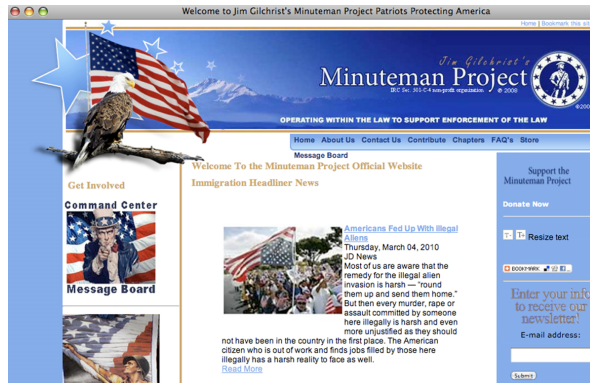 Welcome to Jim Gilchrist's Minuteman Project Patriots Protecting America
Home | Bookmark this sit
Jim Gilchrist's
Minuteman Project
IRC Sec. 501-C-4 non-profit organization. © 2008
©200
OPERATING WITHIN THE LAW TO SUPPORT ENFORCEMENT OF THE LAW
Home About Us Contact Us Contribute Chapters FAQ's Store
Message Board
Welcome To the Minuteman Project Official Website
Immigration Headliner News
Get Involved
Command Center
Message Board
Americans Fed Up With illegal
Aliens
Thursday, March 04, 2010
JD News
Most of us are aware that the
remedy for the illegal alien
invasion is harsh — "round
them up and send them home."
But then every murder, rape or
assault committed by someone
here illegally is harsh and even
more unjustified as they should
not have been in the country in the first place. The American
citizen who is out of work and finds jobs filled by those here
illegally has a harsh reality to face as well.
Read More
Support the
Minuteman Project
Donate Now
T- T+ Resize text
BOOKMARK
Enter your info
to receive our
newsletter!
E-mail address:
Submit